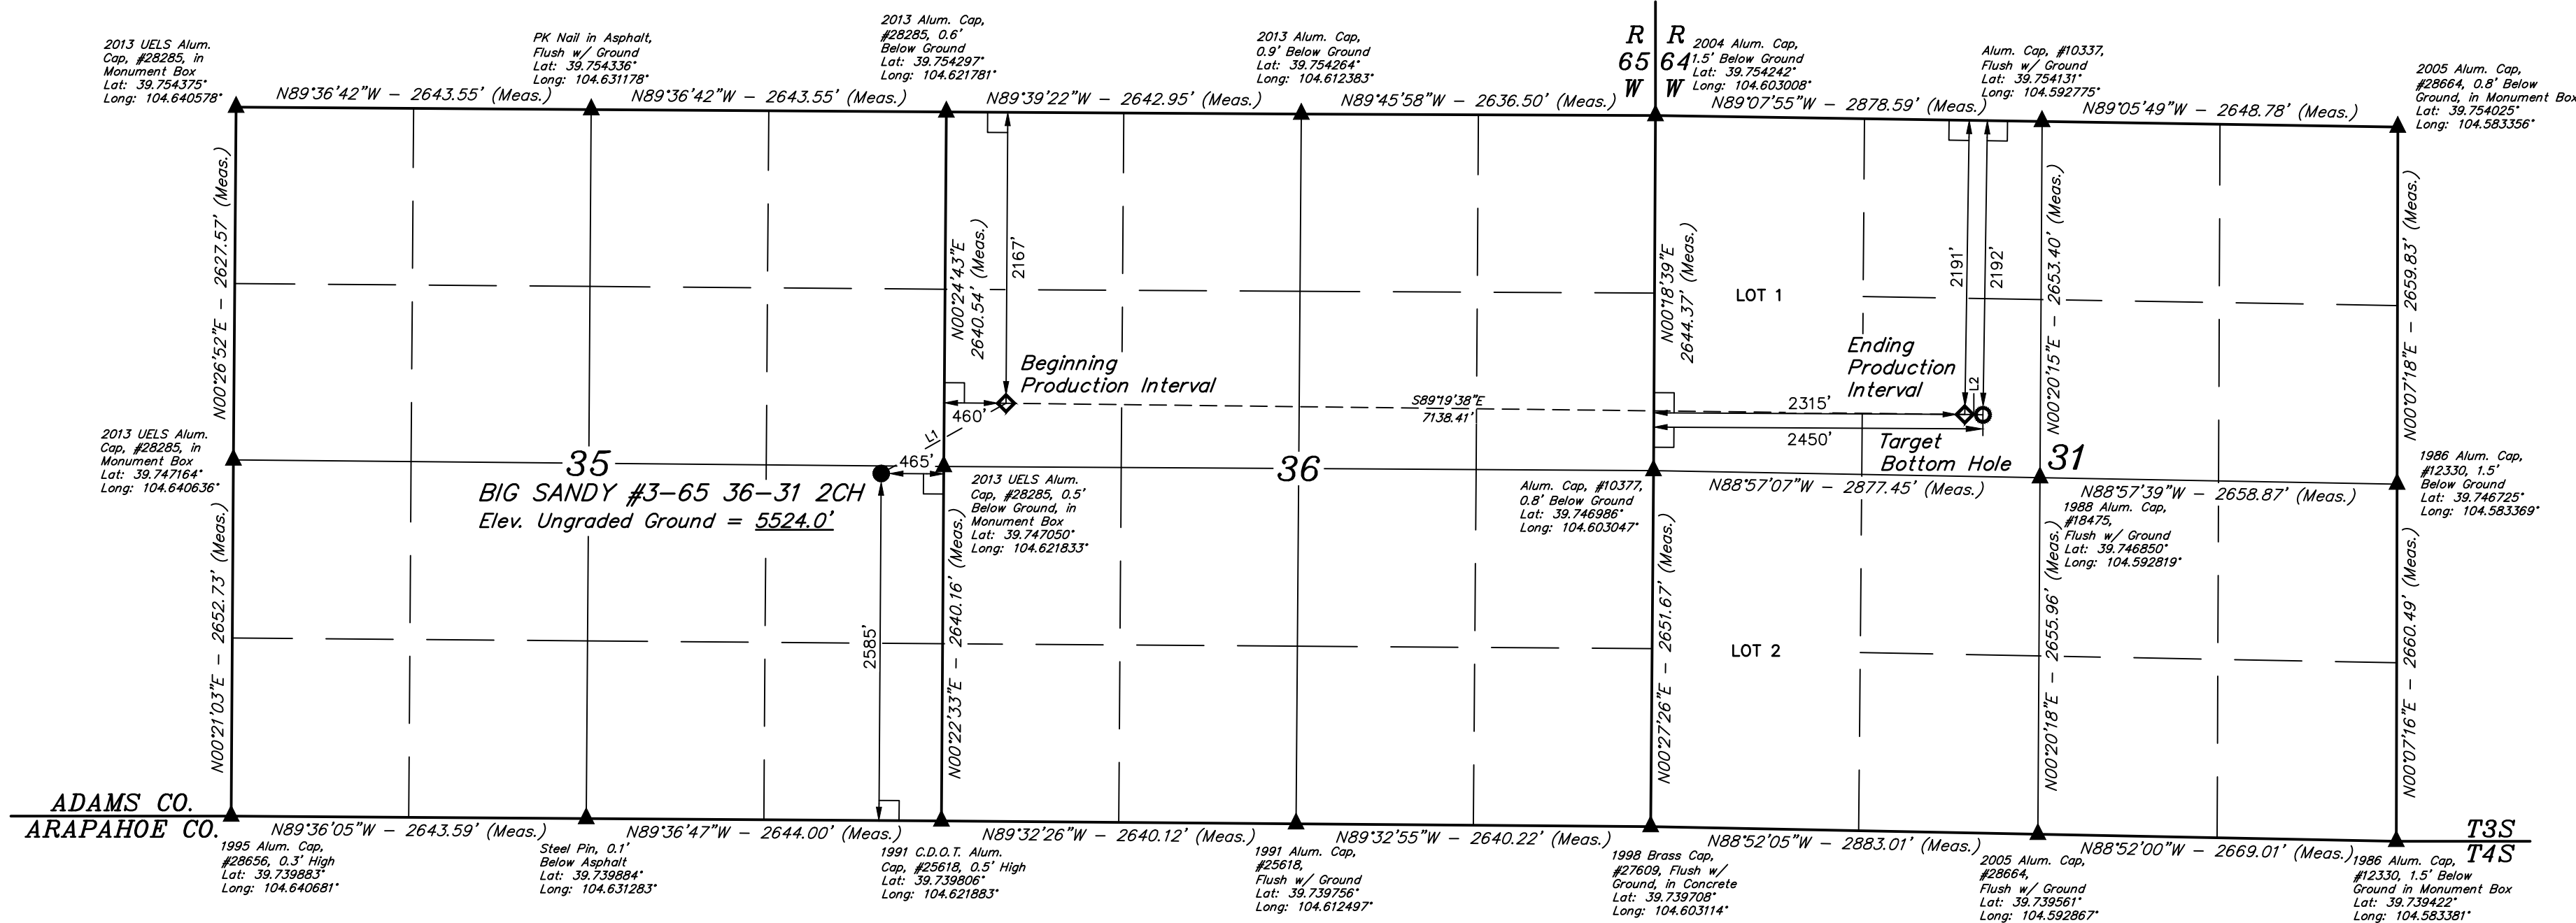 2013 UELS Alum.
Cap, #28285, in
Monument Box
Lat: 39.754375°
Long: 104.640578°
PK Nail in Asphalt,
Flush w/ Ground
Lat: 39.754336°
Long: 104.631178°
2013 Alum. Cap,
#28285, 0.6'
Below Ground
Lat: 39.754297°
Long: 104.621781°
2013 Alum. Cap,
0.9' Below Ground
Lat: 39.754264°
Long: 104.612383°
R R
65 64
W W
2004 Alum. Cap,
1.5' Below Ground
Lat: 39.754242°
Long: 104.603008°
Alum. Cap, #10337,
Flush w/ Ground
Lat: 39.754131°
Long: 104.592775°
2005 Alum. Cap,
#28664, 0.8' Below
Ground, in Monument Box
Lat: 39.754025°
Long: 104.583356°
N89°36'42"W - 2643.55' (Meas.)
N89°36'42"W - 2643.55' (Meas.)
N89°39'22"W - 2642.95' (Meas.)
N89°45'58"W - 2636.50' (Meas.)
N89°07'55"W - 2878.59' (Meas.)
N89°05'49"W - 2648.78' (Meas.)
N00°26'52"E - 2627.57' (Meas.)
N00°24'43"E
2640.54' (Meas.)
2167'
N00°18'39"E
2644.37' (Meas.)
LOT 1
2191'
2192'
N00°20'15"E - 2653.40' (Meas.)
N00°07'18"E - 2659.83' (Meas.)
Beginning
Production Interval
Ending
Production
Interval
L2
460'
L1
S89°19'38"E
7138.41'
2315'
2450'
Target
Bottom Hole
2013 UELS Alum.
Cap, #28285, in
Monument Box
Lat: 39.747164°
Long: 104.640636°
35
465'
36
31
BIG SANDY #3-65 36-31 2CH
Elev. Ungraded Ground = 5524.0'
2013 UELS Alum.
Cap, #28285, 0.5'
Below Ground, in
Monument Box
Lat: 39.747050°
Long: 104.621833°
Alum. Cap, #10377,
0.8' Below Ground
Lat: 39.746986°
Long: 104.603047°
N88°57'07"W - 2877.45' (Meas.)
N88°57'39"W - 2658.87' (Meas.)
1988 Alum. Cap,
#18475,
Flush w/ Ground
Lat: 39.746850°
Long: 104.592819°
1986 Alum. Cap,
#12330, 1.5'
Below Ground
Lat: 39.746725°
Long: 104.583369°
N00°21'03"E - 2652.73' (Meas.)
2585'
N00°22'33"E - 2640.16' (Meas.)
N00°27'26"E - 2651.67' (Meas.)
LOT 2
N00°20'18"E - 2655.96' (Meas.)
N00°07'16"E - 2660.49' (Meas.)
ADAMS CO.
ARAPAHOE CO.
N89°36'05"W - 2643.59' (Meas.)
N89°36'47"W - 2644.00' (Meas.)
N89°32'26"W - 2640.12' (Meas.)
N89°32'55"W - 2640.22' (Meas.)
N88°52'05"W - 2883.01' (Meas.)
N88°52'00"W - 2669.01' (Meas.)
T3S
T4S
1995 Alum. Cap,
#28656, 0.3' High
Lat: 39.739883°
Long: 104.640681°
Steel Pin, 0.1'
Below Asphalt
Lat: 39.739884°
Long: 104.631283°
1991 C.D.O.T. Alum.
Cap, #25618, 0.5' High
Lat: 39.739806°
Long: 104.621883°
1991 Alum. Cap,
#25618,
Flush w/ Ground
Lat: 39.739756°
Long: 104.612497°
1998 Brass Cap,
#27609, Flush w/
Ground, in Concrete
Lat: 39.739708°
Long: 104.603114°
2005 Alum. Cap,
#28664,
Flush w/ Ground
Lat: 39.739561°
Long: 104.592867°
1986 Alum. Cap,
#12330, 1.5' Below
Ground in Monument Box
Lat: 39.739422°
Long: 104.583381°